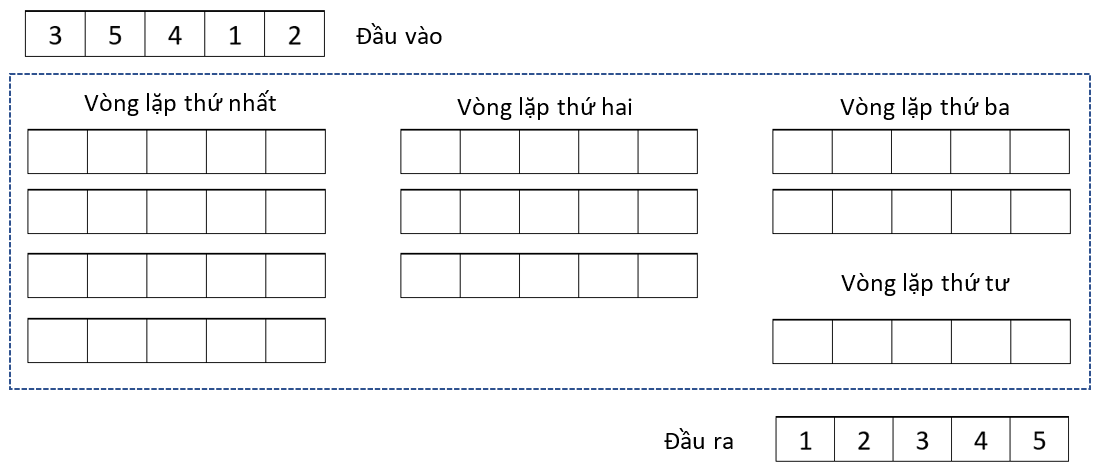 3 5 4 1 2 Đầu vào
Vòng lặp thứ nhất
Vòng lặp thứ hai
Vòng lặp thứ ba
Vòng lặp thứ tư
Đầu ra 1 2 3 4 5